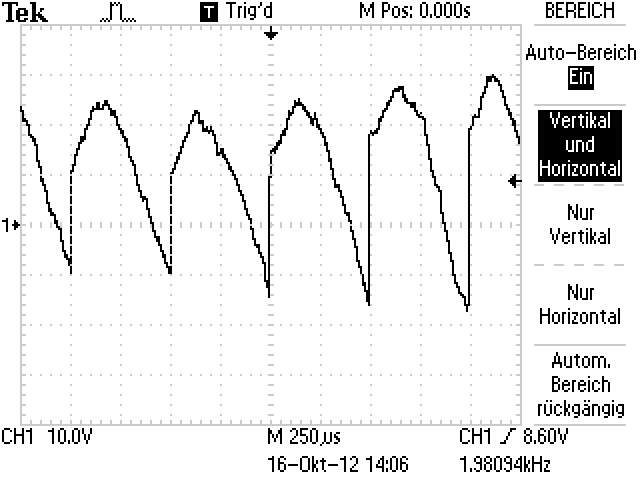 Tek T Trig'd M Pos: 0.000s BEREICH
Auto-Bereich
Ein
Vertikal
und
Horizontal
Nur
Vertikal
Nur
Horizontal
Autom.
Bereich
rückgängig
1
CH1 10.0V M 250µs CH1 8.60V
16-Okt-12 14:06 1.98094kHz